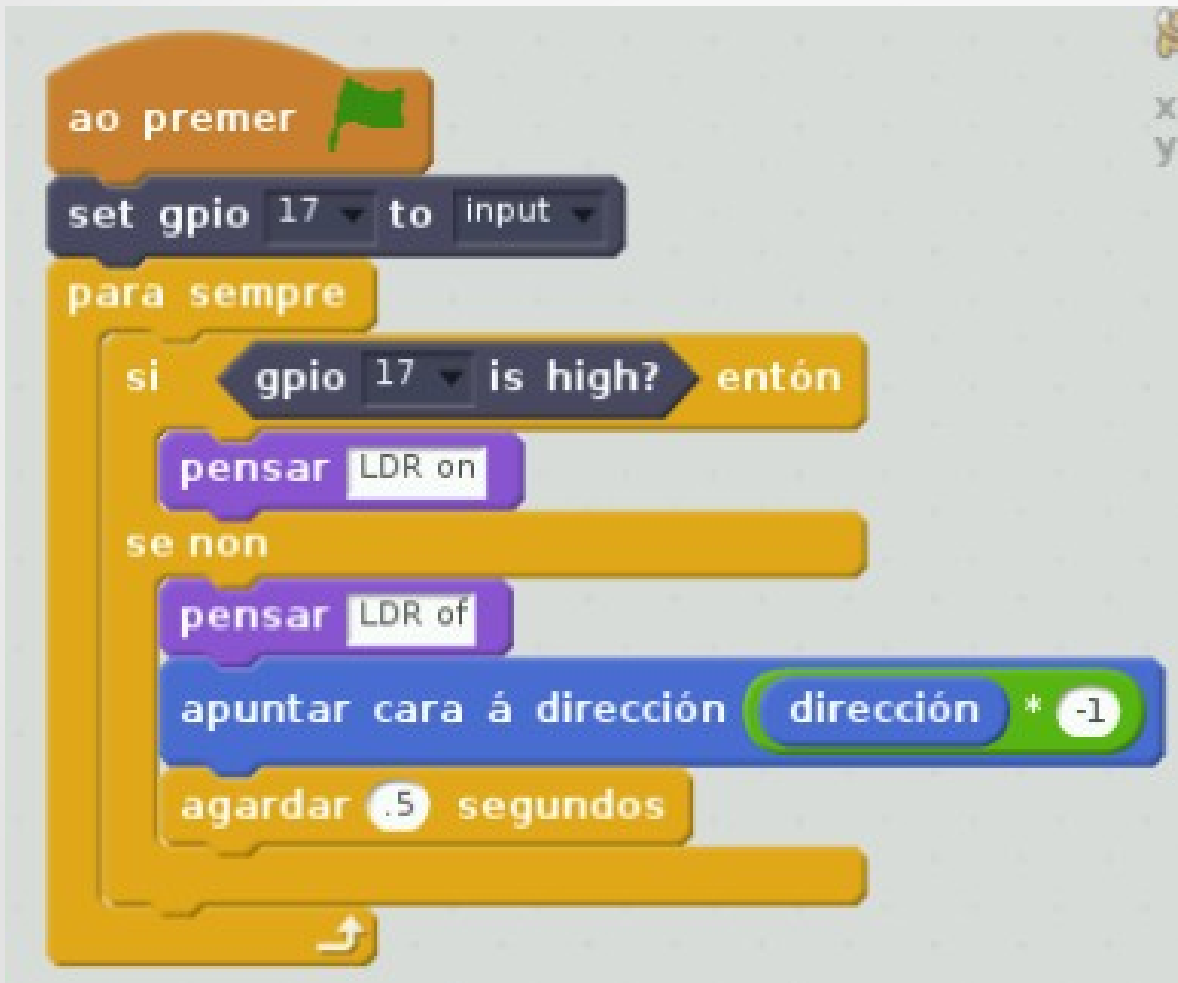 ao premer
set gpio 17 to input
para sempre
si gpio 17 is high? entón
pensar LDR on
se non
pensar LDR of
apuntar cara á dirección dirección * -1
agardar .5 segundos
x
y